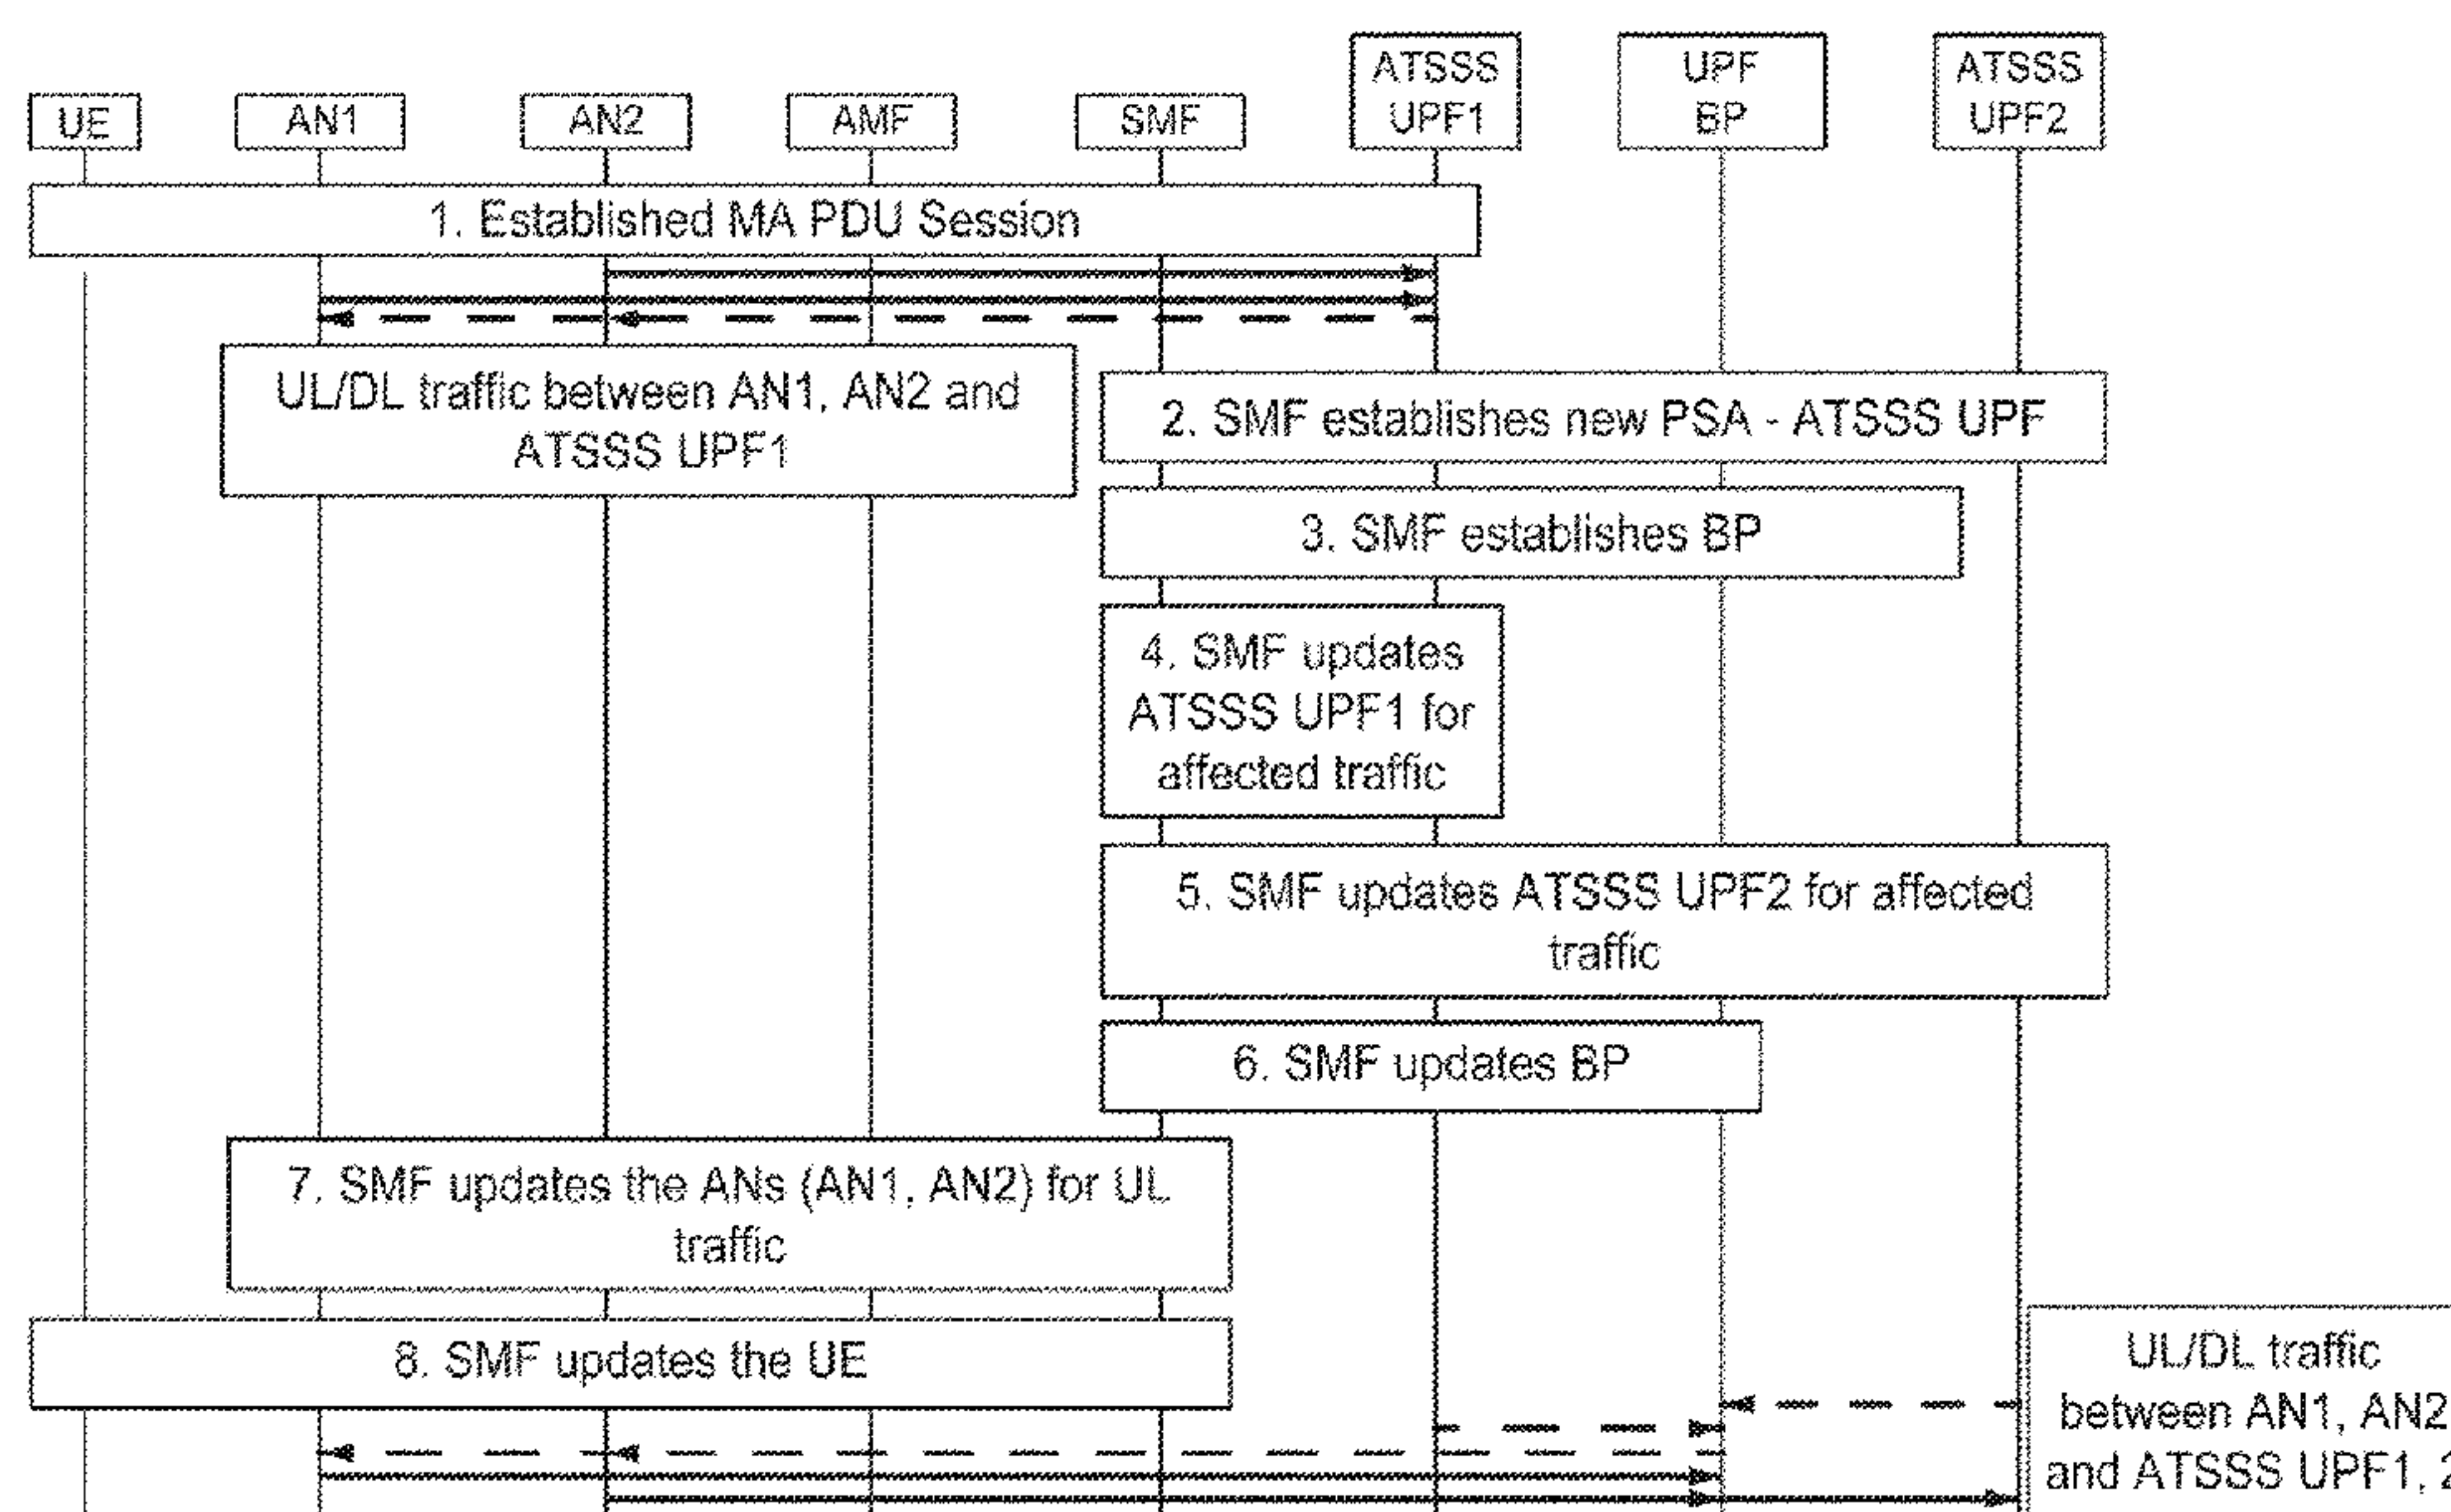 ATSSS
UPF1
UPF
BP
ATSSS
UPF2
UE
AN1
AN2
AMF
SMF
1. Established MA PDU Session
UL/DL traffic between AN1, AN2 and
ATSSS UPF1
2. SMF establishes new PSA - ATSSS UPF
3. SMF establishes BP
4. SMF updates
ATSSS UPF1 for
affected traffic
5. SMF updates ATSSS UPF2 for affected
traffic
6. SMF updates BP
7. SMF updates the ANs (AN1, AN2) for UL
traffic
8. SMF updates the UE
UL/DL traffic
between AN1, AN2
and ATSSS UPF1, 2